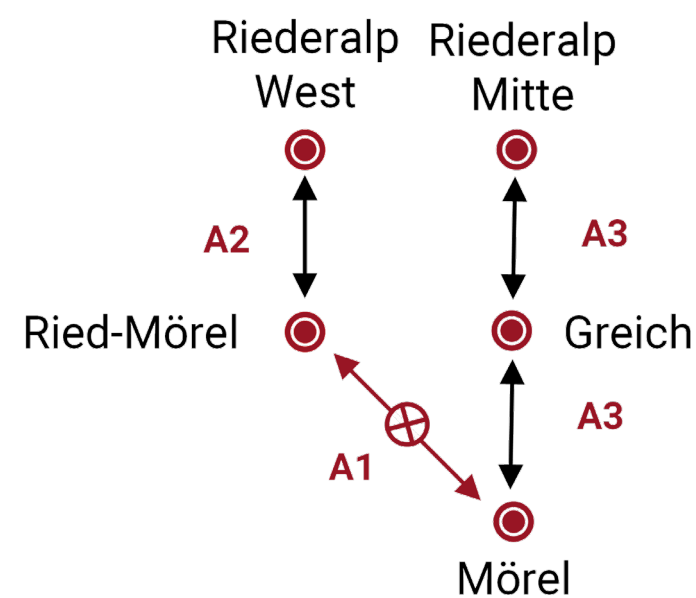 Riederalp
West
Riederalp
Mitte
A2
A3
Ried-Mörel
Greich
A3
A1
Mörel